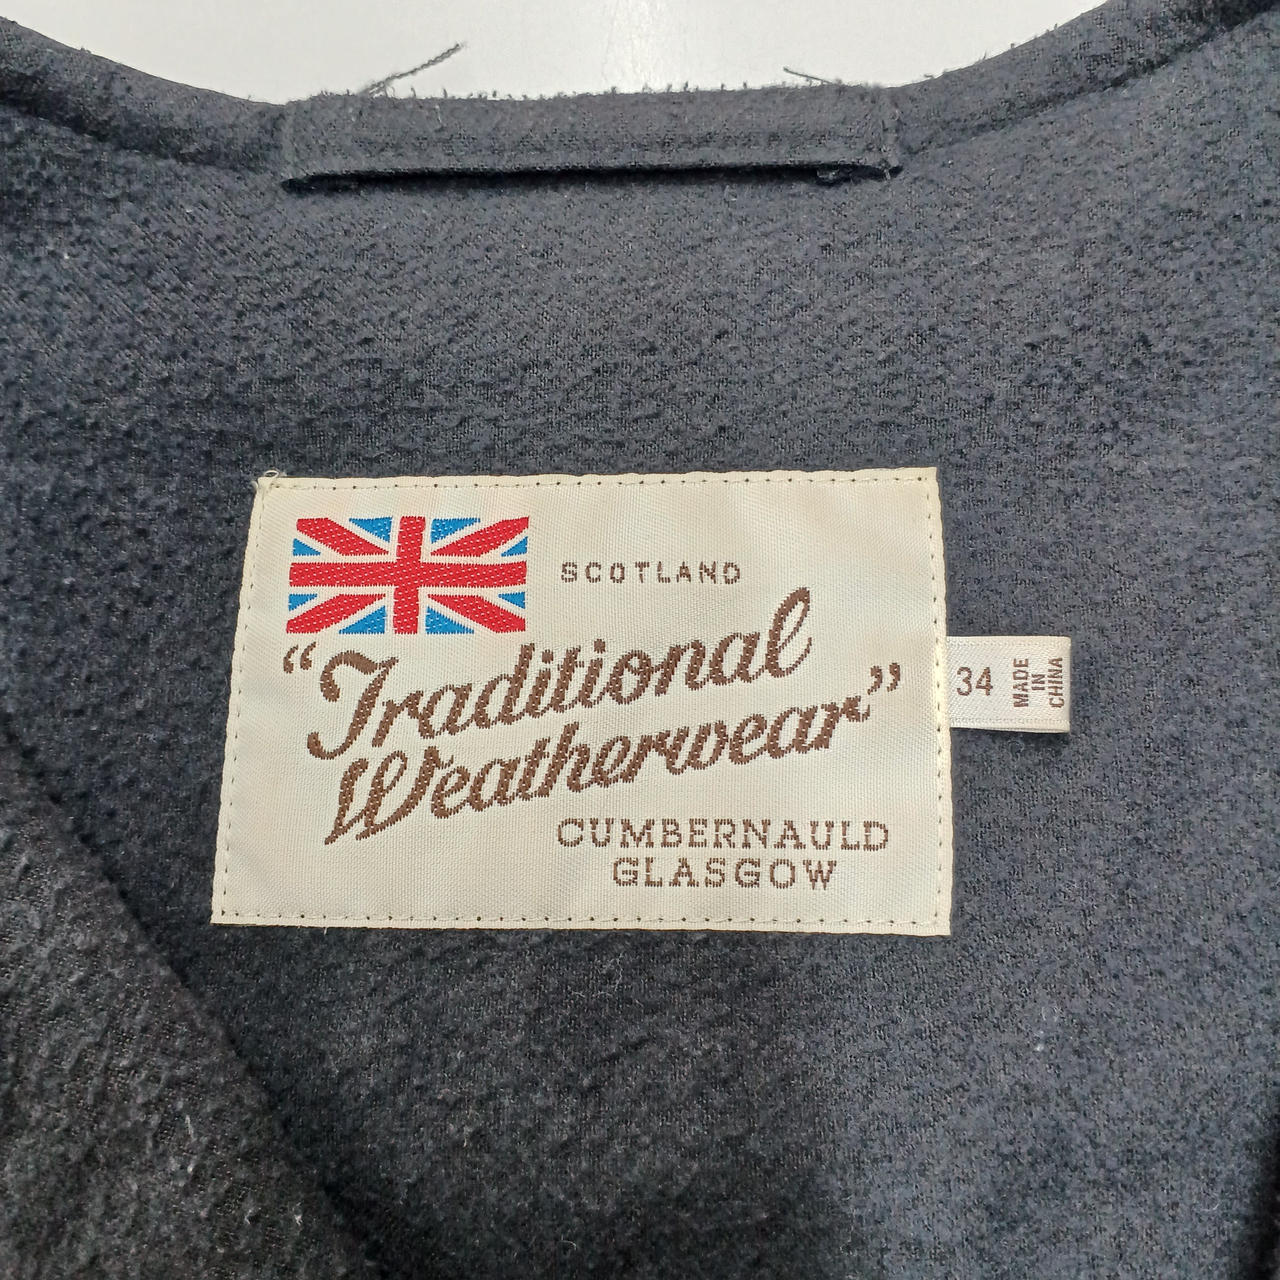 SCOTLAND
“Traditional
Weatherwear”
CUMBERNAULD
GLASGOW
34
MADE
IN
CHINA